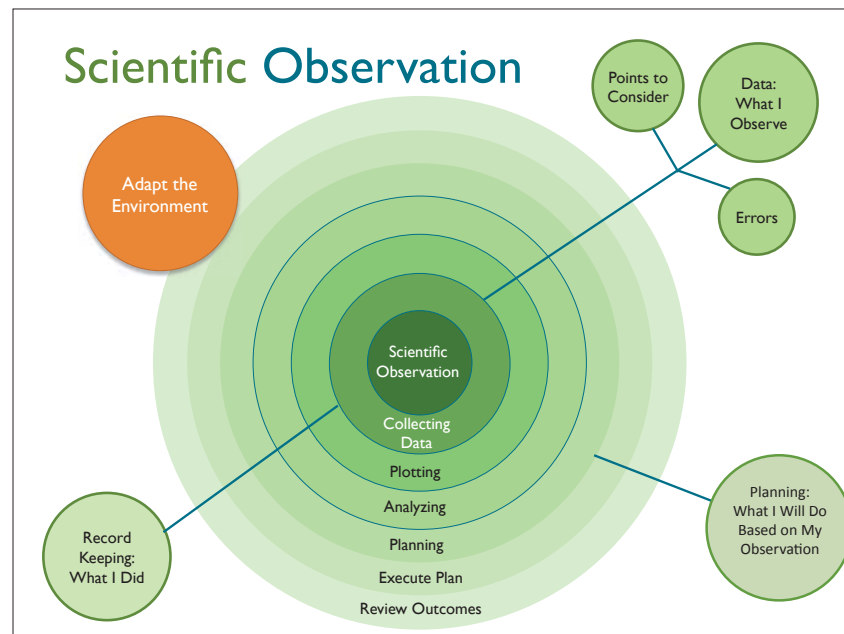 Scientific Observation
Points to
Consider
Data:
What I
Observe
Adapt the
Environment
Errors
Scientific
Observation
Collecting
Data
Plotting
Analyzing
Planning
Execute Plan
Review Outcomes
Record
Keeping:
What I Did
Planning:
What I Will Do
Based on My
Observation